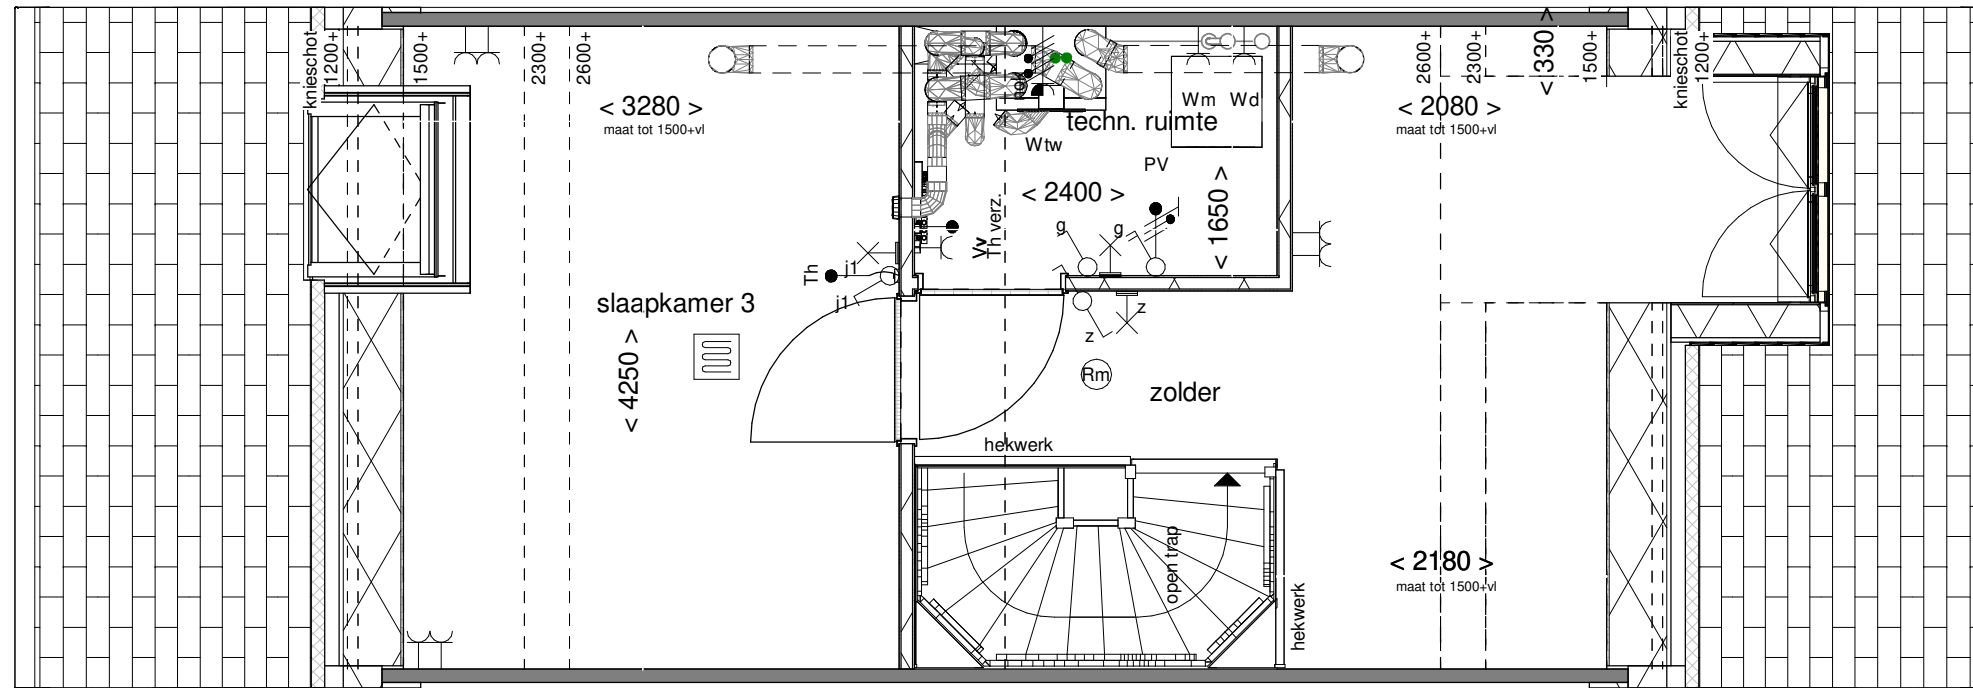 knieschot
1200+
1500+
2300+
2600+
< 3280 >
maat tot 1500+vl
Wtw
techn. ruimte
Wm
Wd
PV
< 2400 >
< 1650 >
Th verz.
Vv
g
g
2600+
2300+
< 3330 >
1500+
knieschot
1200+
< 2080 >
maat tot 1500+vl
Th
j1
j1
slaapkamer 3
< 4250 >
z
z
Rm
zolder
hekwerk
open trap
hekwerk
< 2180 >
maat tot 1500+vl